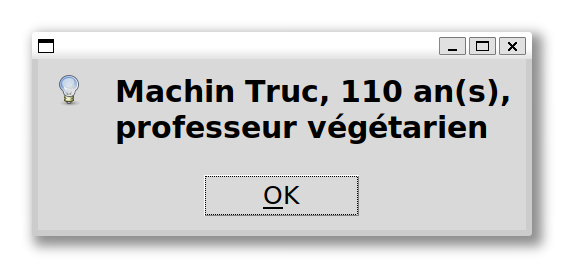 Machin Truc, 110 an(s),
professeur végétarien
OK